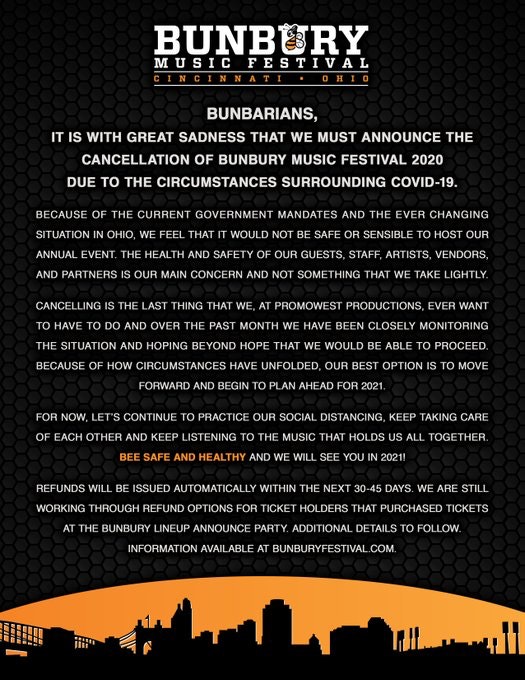 BUNBURY
MUSIC FESTIVAL
CINCINNATI • OHIO
BUNBARIANS,
IT IS WITH GREAT SADNESS THAT WE MUST ANNOUNCE THE
CANCELLATION OF BUNBURY MUSIC FESTIVAL 2020
DUE TO THE CIRCUMSTANCES SURROUNDING COVID-19.
BECAUSE OF THE CURRENT GOVERNMENT MANDATES AND THE EVER CHANGING
SITUATION IN OHIO, WE FEEL THAT IT WOULD NOT BE SAFE OR SENSIBLE TO HOST OUR
ANNUAL EVENT. THE HEALTH AND SAFETY OF OUR GUESTS, STAFF, ARTISTS, VENDORS,
AND PARTNERS IS OUR MAIN CONCERN AND NOT SOMETHING THAT WE TAKE LIGHTLY.
CANCELLING IS THE LAST THING THAT WE, AT PROMOWEST PRODUCTIONS, EVER WANT
TO HAVE TO DO AND OVER THE PAST MONTH WE HAVE BEEN CLOSELY MONITORING
THE SITUATION AND HOPING BEYOND HOPE THAT WE WOULD BE ABLE TO PROCEED.
BECAUSE OF HOW CIRCUMSTANCES HAVE UNFOLDED, OUR BEST OPTION IS TO MOVE
FORWARD AND BEGIN TO PLAN AHEAD FOR 2021.
FOR NOW, LET'S CONTINUE TO PRACTICE OUR SOCIAL DISTANCING, KEEP TAKING CARE
OF EACH OTHER AND KEEP LISTENING TO THE MUSIC THAT HOLDS US ALL TOGETHER.
BEE SAFE AND HEALTHY AND WE WILL SEE YOU IN 2021!
REFUNDS WILL BE ISSUED AUTOMATICALLY WITHIN THE NEXT 30-45 DAYS. WE ARE STILL
WORKING THROUGH REFUND OPTIONS FOR TICKET HOLDERS THAT PURCHASED TICKETS
AT THE BUNBURY LINEUP ANNOUNCE PARTY. ADDITIONAL DETAILS TO FOLLOW.
INFORMATION AVAILABLE AT BUNBURYFESTIVAL.COM.